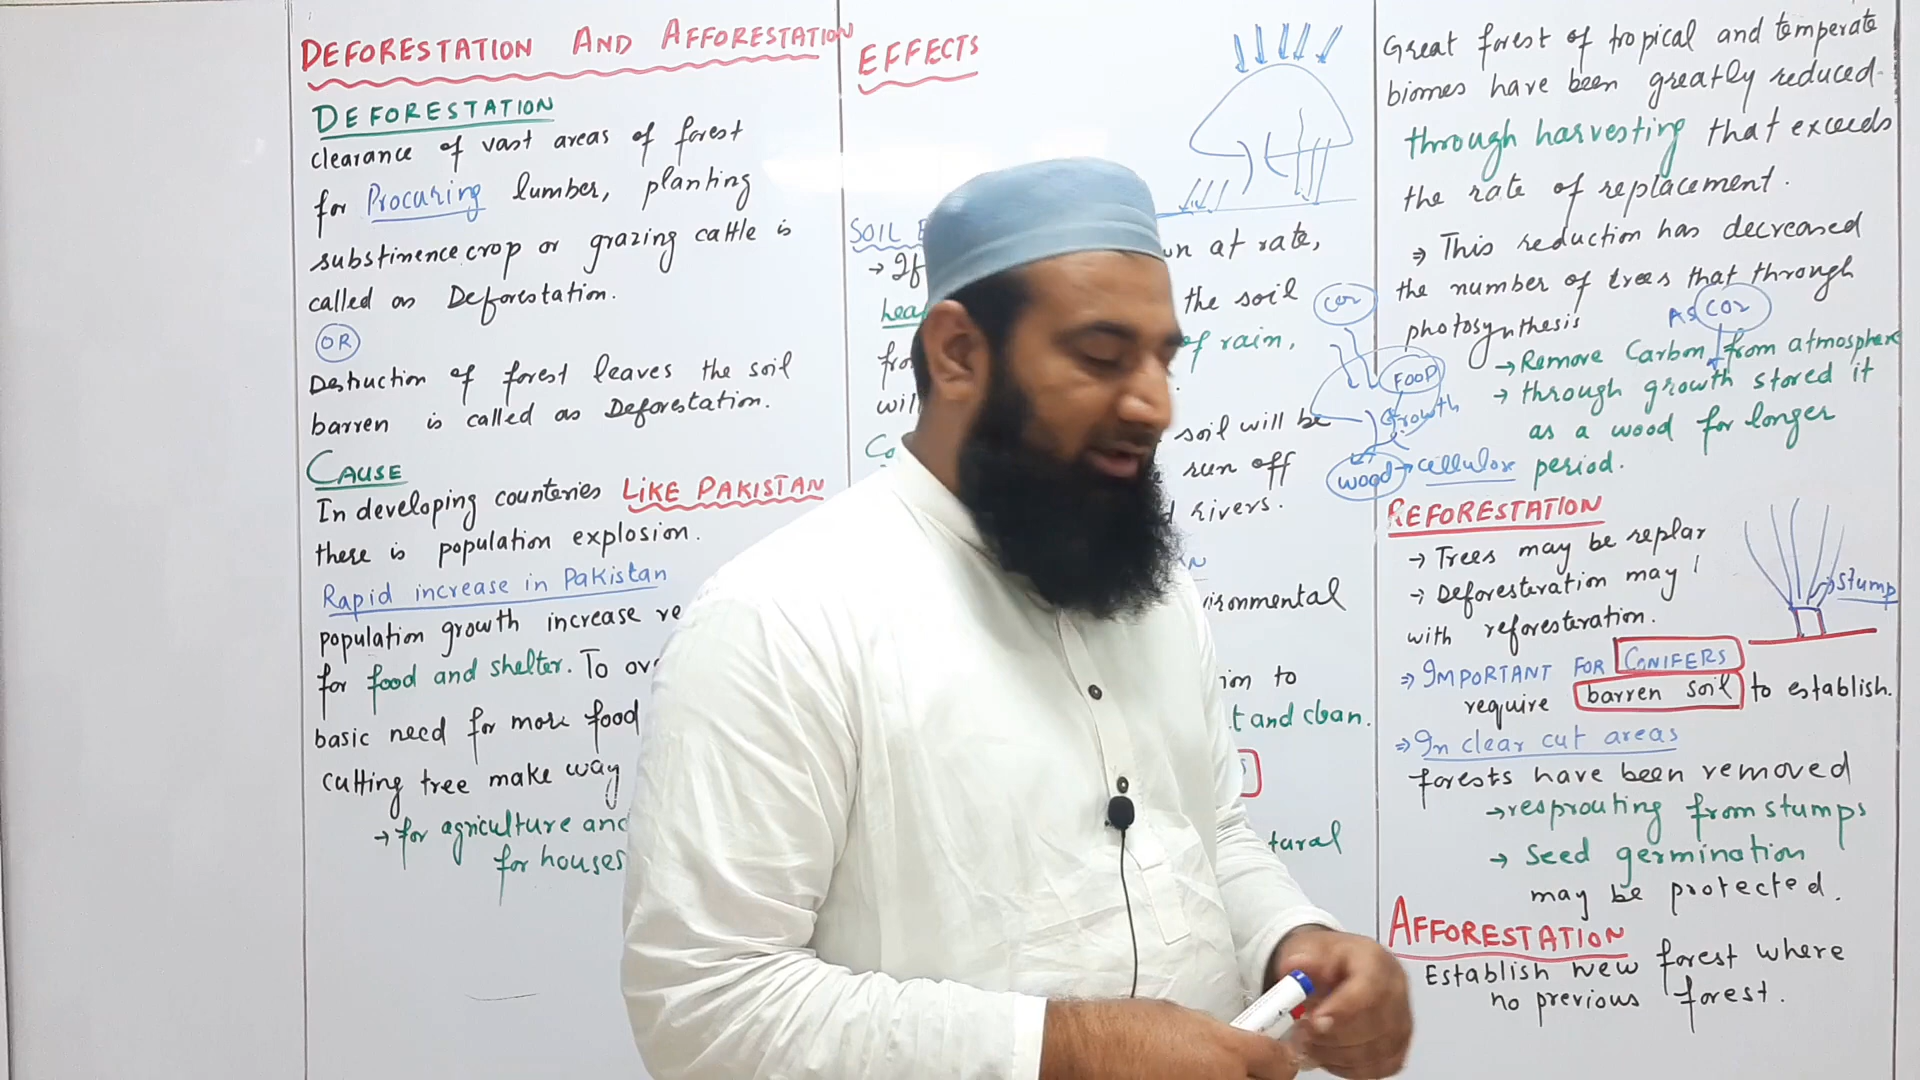 DEFORESTATION AND AFFORESTATION
DEFORESTATION
clearance of vast areas of forest
for Procuring lumber, planting
substinence crop or grazing cattle is
called as Deforestation.
OR
Destruction of forest leaves the soil
barren is called as Deforestation.
CAUSE
In developing counteries LIKE PAKISTAN
there is population explosion.
Rapid increase in Pakistan
population growth increase
for food and shelter. To
basic need for more food
cutting tree make way
→ for agriculture and
for houses
EFFECTS
SOIL
→ If at rate,
the soil
of rain,
soil will be
run off
rivers.
to
and clean.
Great forest of tropical and temperate
biomes have been greatly reduced
through harvesting that exceeds
the rate of replacement.
⇒ This reduction has decreased
the number of trees that through
photosynthesis
AS CO2
→ Remove Carbon from atmosphere
→ through growth stored it
as a wood for longer
period.
CO2
FOOD
Growth
wood → cellulose
REFORESTATION
→ Trees may be
→ Deforesteration may
with reforesteration.
stump
⇒ IMPORTANT FOR CONIFERS
require barren soil to establish.
⇒ In clear cut areas
forests have been removed
→ resprouting from stumps
→ Seed germination
may be protected.
AFFORESTATION
Establish new forest where
no previous forest.